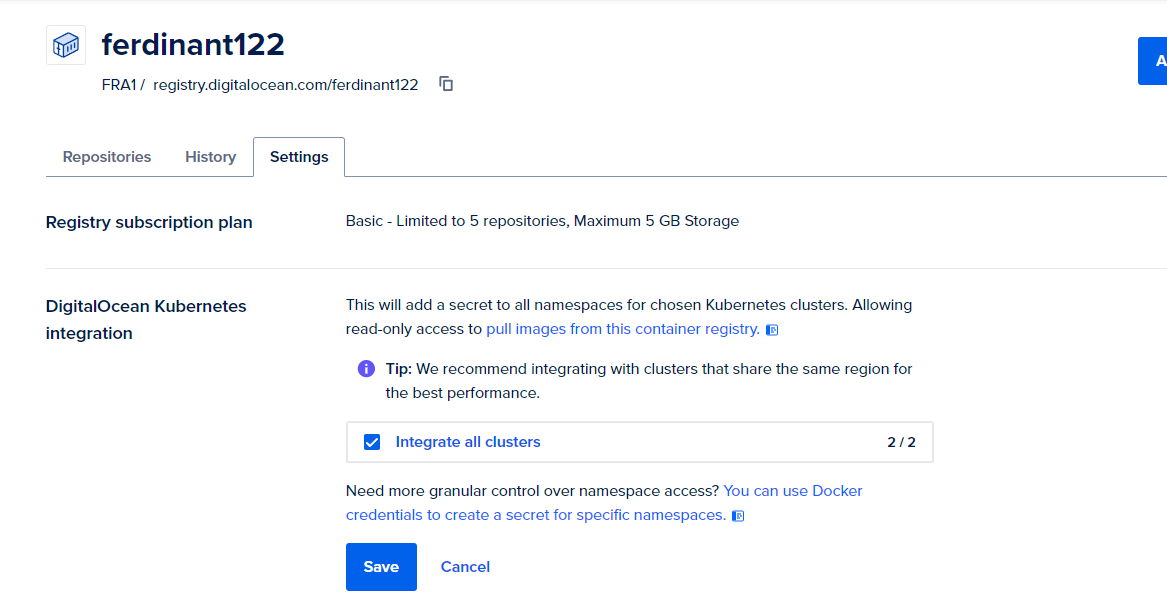 ferdinant122
FRA1 / registry.digitalocean.com/ferdinant122
A
Repositories History Settings
Registry subscription plan
Basic - Limited to 5 repositories, Maximum 5 GB Storage
DigitalOcean Kubernetes
integration
This will add a secret to all namespaces for chosen Kubernetes clusters. Allowing
read-only access to pull images from this container registry.
Tip: We recommend integrating with clusters that share the same region for
the best performance.
Integrate all clusters 2 / 2
Need more granular control over namespace access? You can use Docker
credentials to create a secret for specific namespaces.
Save Cancel